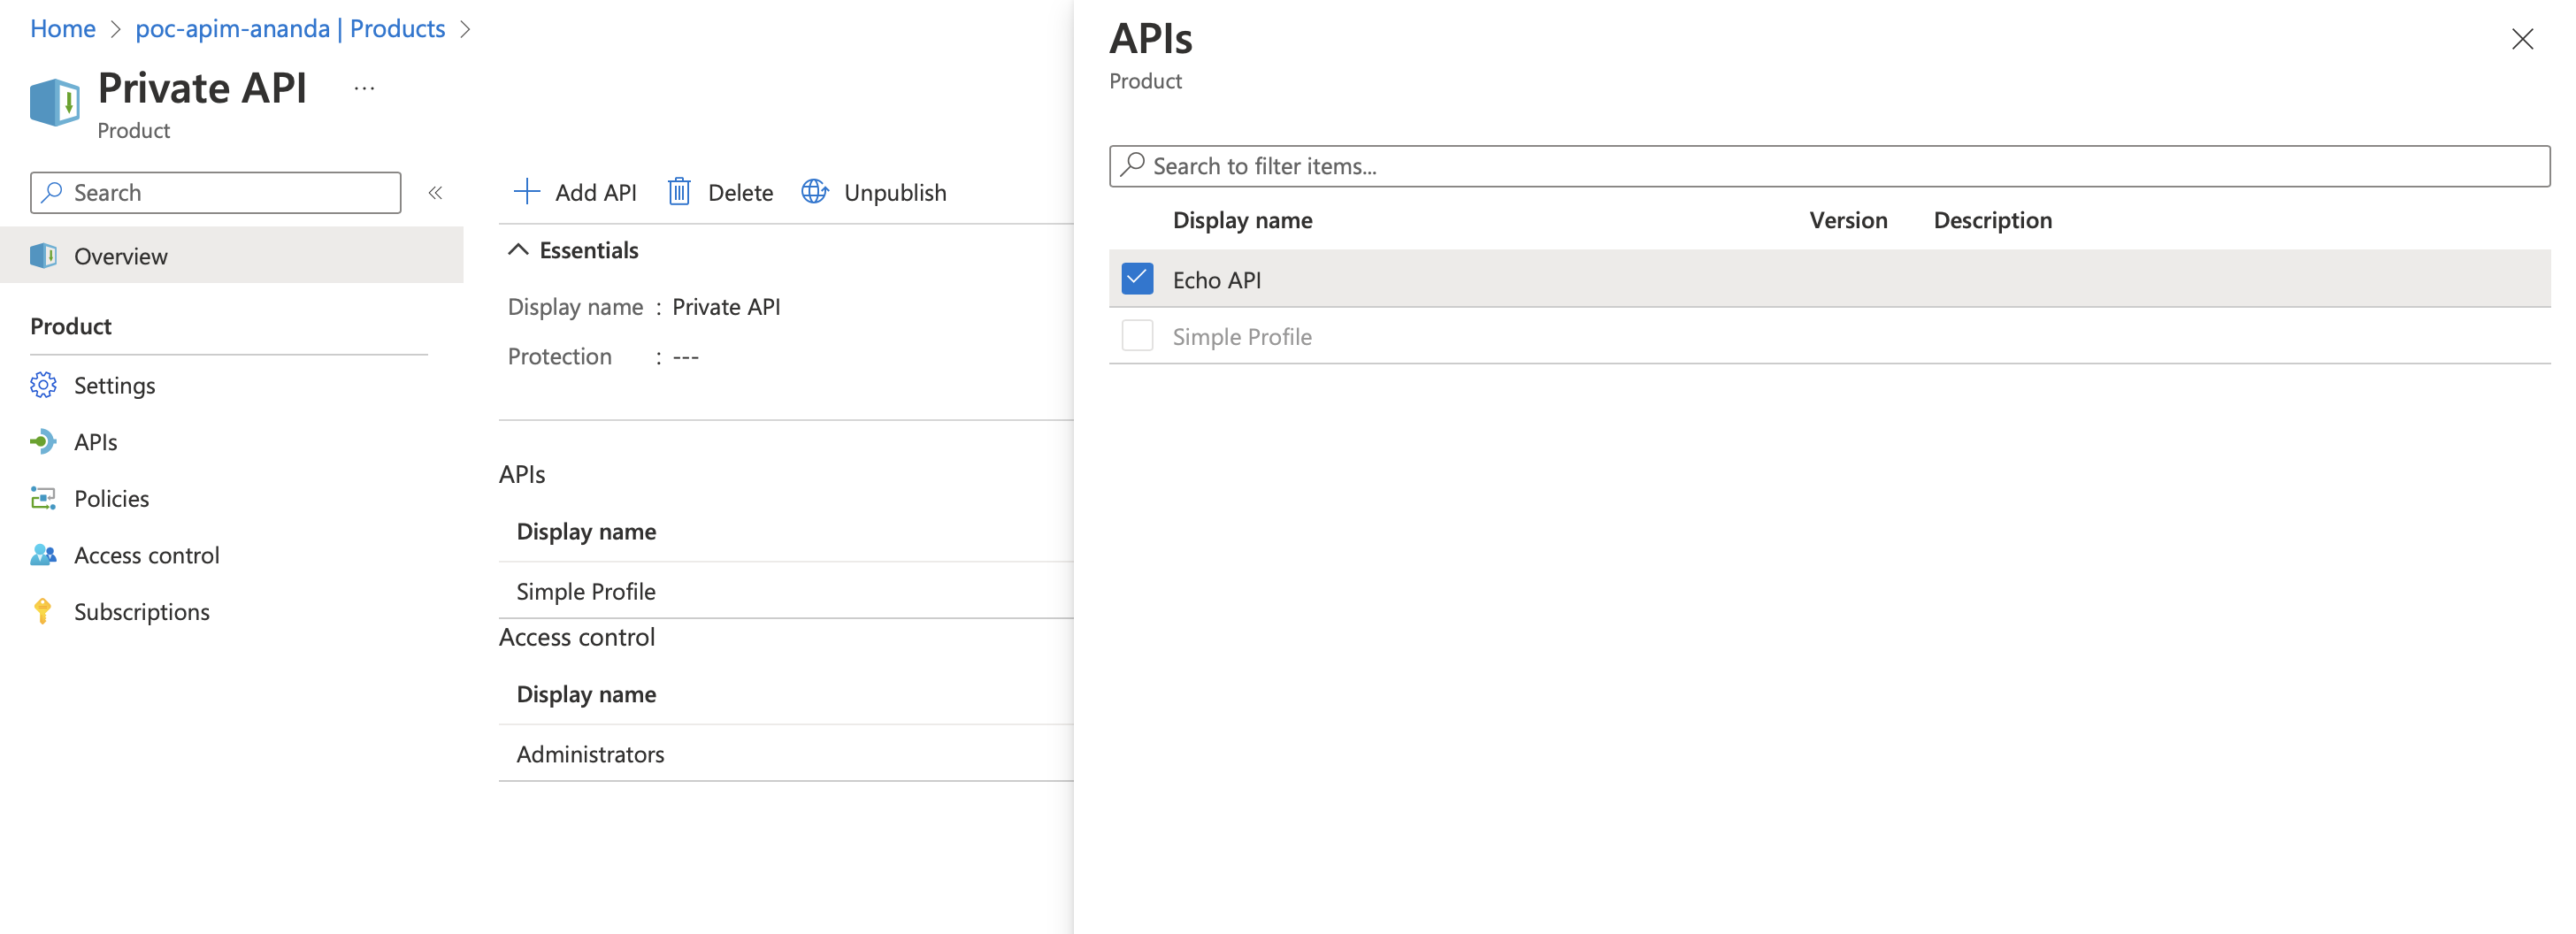 Home > poc-apim-ananda | Products >
Private API ...
Product
Search «
Overview
Product
Settings
APIs
Policies
Access control
Subscriptions
Add API Delete Unpublish
Essentials
Display name : Private API
Protection : ---
APIs
Display name
Simple Profile
Access control
Display name
Administrators
APIs
Product
Search to filter items...
Display name Version Description
Echo API
Simple Profile